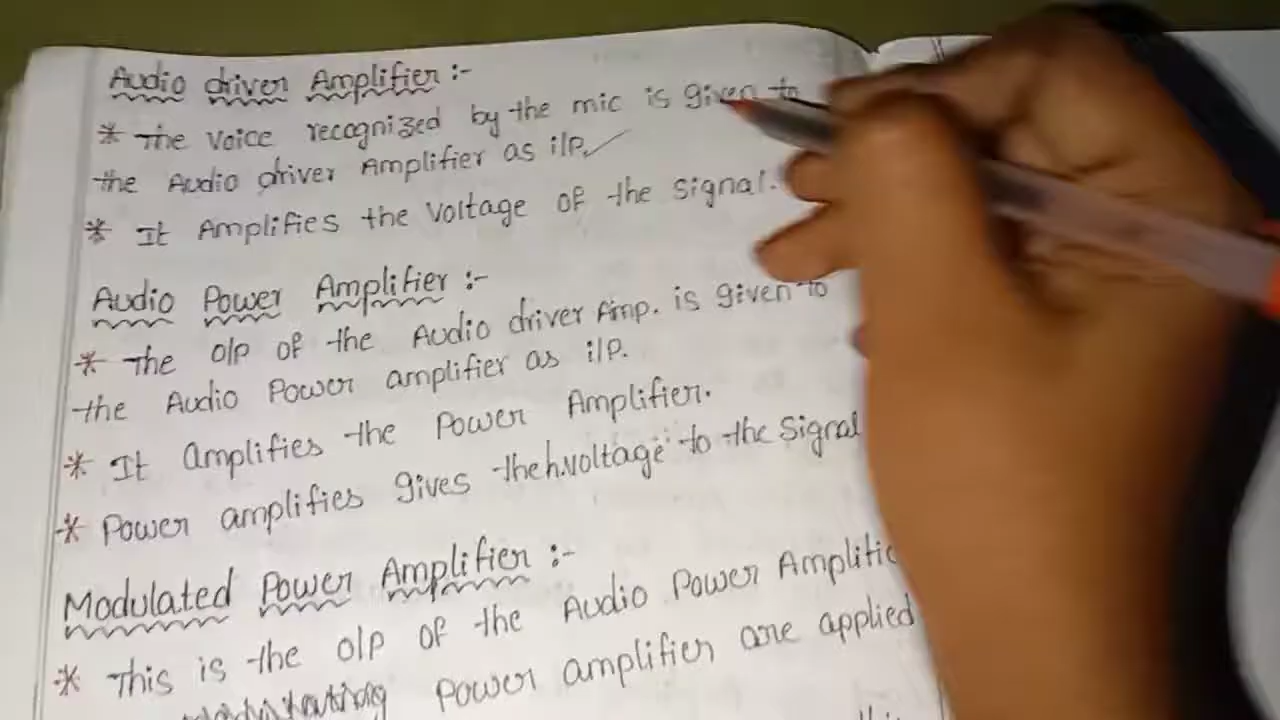 Audio driver Amplifier :-
* The Voice recognized by the mic is given to
the Audio driver Amplifier as i/p.
* It Amplifies the Voltage of the signal.
Audio Power Amplifier :-
* The o/p of the Audio driver Amp. is given to
the Audio Power amplifier as i/p.
* It amplifies the Power Amplifier.
* Power amplifies gives the h.voltage to the signal
Modulated Power Amplifier :-
* This is the o/p of the Audio Power Amplifie
Power amplifier are applied